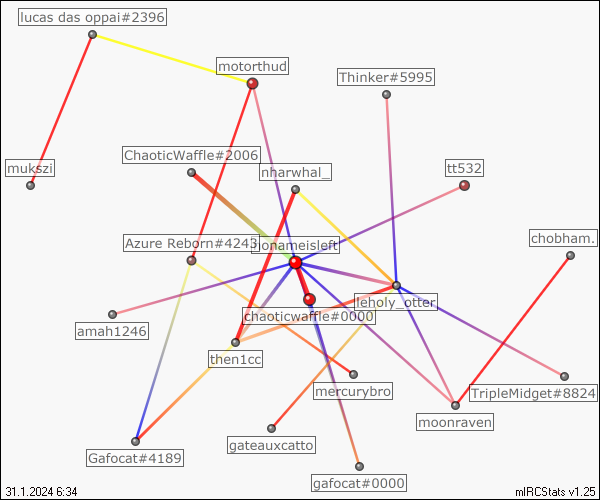 lucas das oppai#2396
motorthud
Thinker#5995
ChaoticWaffle#2006
mukszi
nharwhal_
tt532
chobham.
Azure Reborn#4243
jonameisleft
leholy_otter
chaoticwaffle#0000
amah1246
then1cc
mercurybro
TripleMidget#8824
moonraven
gateauxcatto
Gafocat#4189
gafocat#0000
31.1.2024 6:34
mIRCStats v1.25